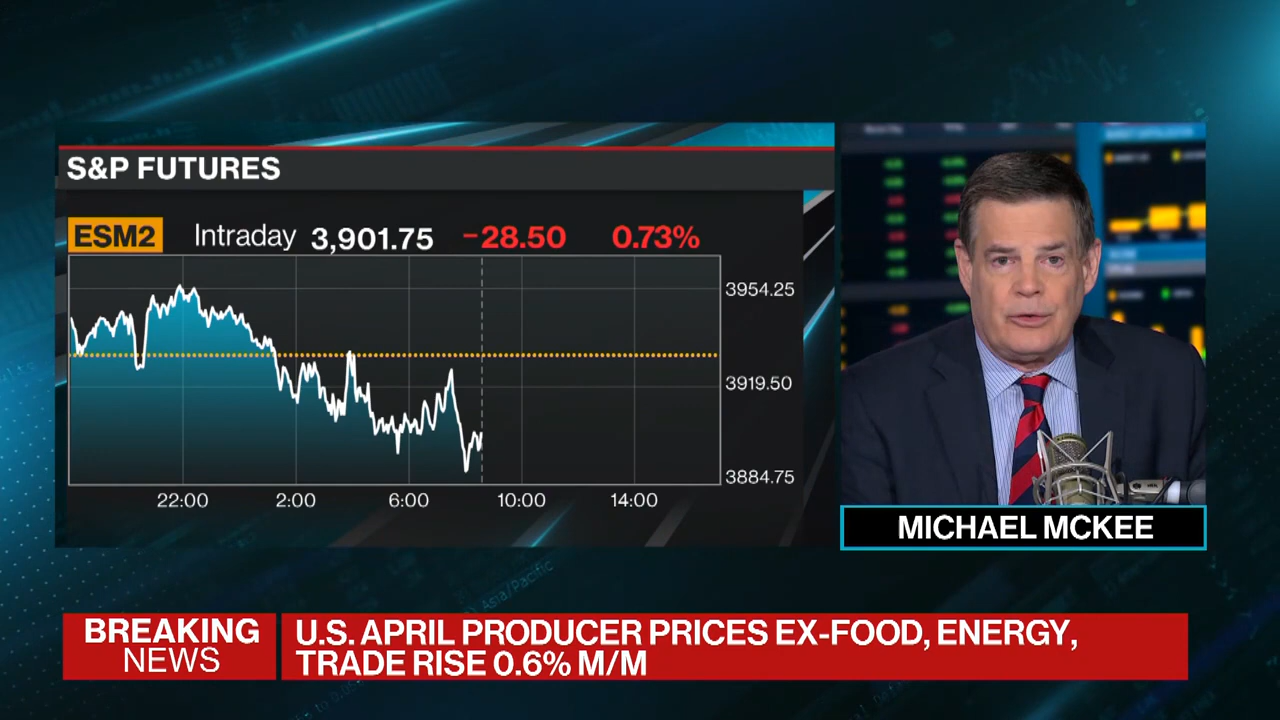 S&P FUTURES
ESM2 Intraday 3,901.75 -28.50 0.73%
3954.25
3919.50
3884.75
22:00 2:00 6:00 10:00 14:00
MICHAEL MCKEE
BREAKING
NEWS
U.S. APRIL PRODUCER PRICES EX-FOOD, ENERGY,
TRADE RISE 0.6% M/M
Asia/Pacific